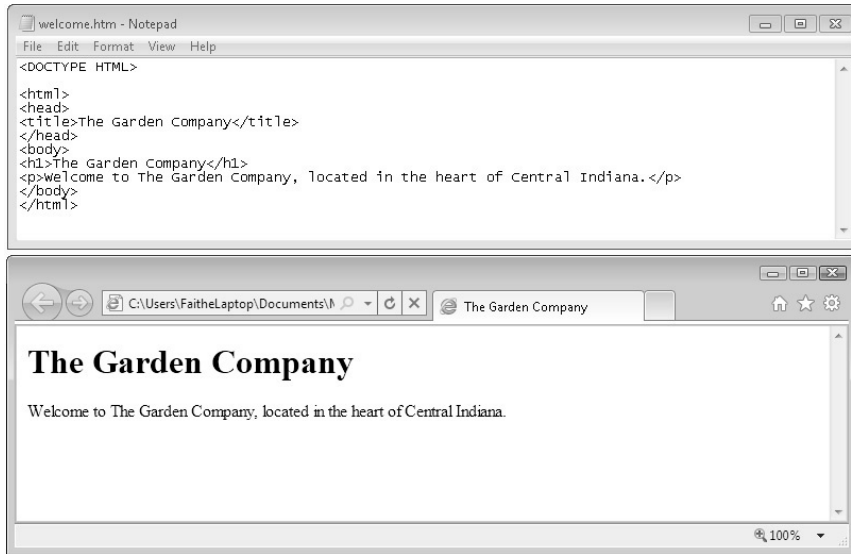 welcome.htm - Notepad
File Edit Format View Help
<DOCTYPE HTML>
<html>
<head>
<title>The Garden Company</title>
</head>
<body>
<h1>The Garden Company</h1>
<p>Welcome to The Garden Company, located in the heart of Central Indiana.</p>
</body>
</html>
C:\Users\FaitheLaptop\Documents\
The Garden Company
The Garden Company
Welcome to The Garden Company, located in the heart of Central Indiana.
100%